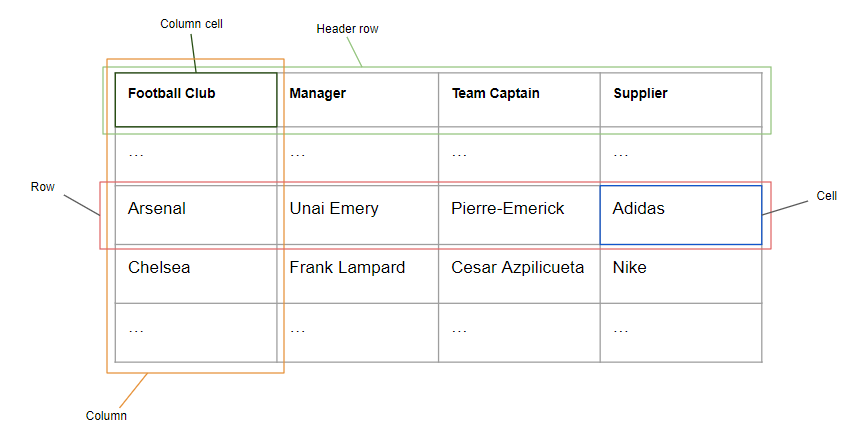 Column cell
Header row
Football Club Manager Team Captain Supplier
... ... ... ...
Row
Arsenal Unai Emery Pierre-Emerick Adidas
Cell
Chelsea Frank Lampard Cesar Azpilicueta Nike
... ... ... ...
Column